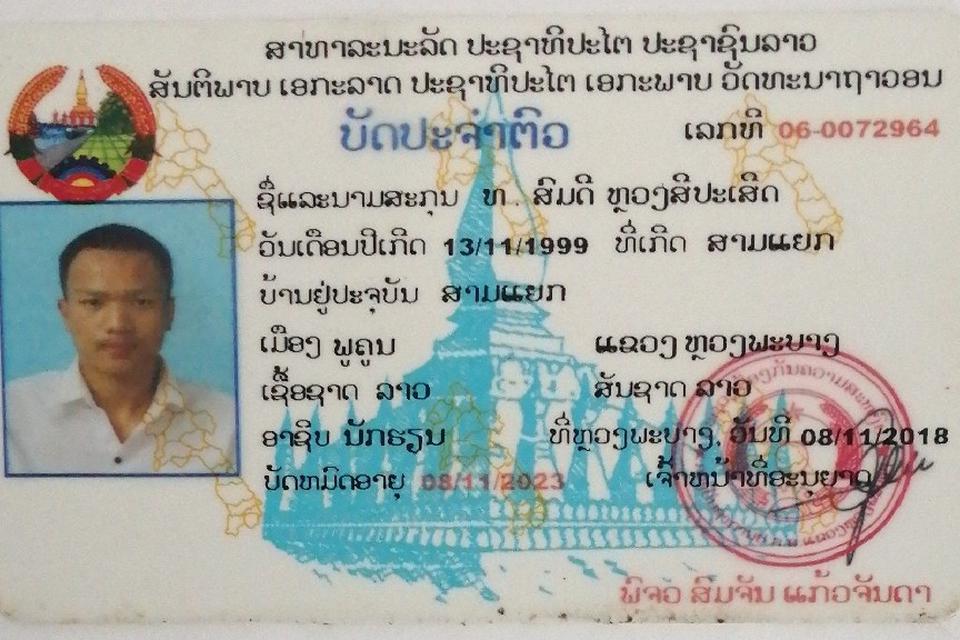 ສາທາລະນະລັດ ປະຊາທິປະໄຕ ປະຊາຊົນລາວ
ສັນຕິພາບ ເອກະລາດ ປະຊາທິປະໄຕ ເອກະພາບ ວັດທະນາຖາວອນ
ບັດປະຈຳຕົວ ເລກທີ 06-0072964
ຊື່ແລະນາມສະກຸນ ທ. ສົມດີ ຫຼວງສີປະເສີດ
ວັນເດືອນປີເກີດ 13/11/1999 ທີ່ເກີດ ສາມແຍກ
ບ້ານຢູ່ປະຈຸບັນ ສາມແຍກ
ເມືອງ ພູຄູນ ແຂວງ ຫຼວງພະບາງ
ເຊື້ອຊາດ ລາວ ສັນຊາດ ລາວ
ອາຊີບ ນັກຮຽນ ທີ່ຫຼວງພະບາງ, ວັນທີ 08/11/2018
ບັດຫມົດອາຍຸ 08/11/2023 ເຈົ້າຫນ້າທີ່ອະນຸຍາດ
ພັຈວ ສົມຈັນ ແກ້ວຈັນດາ